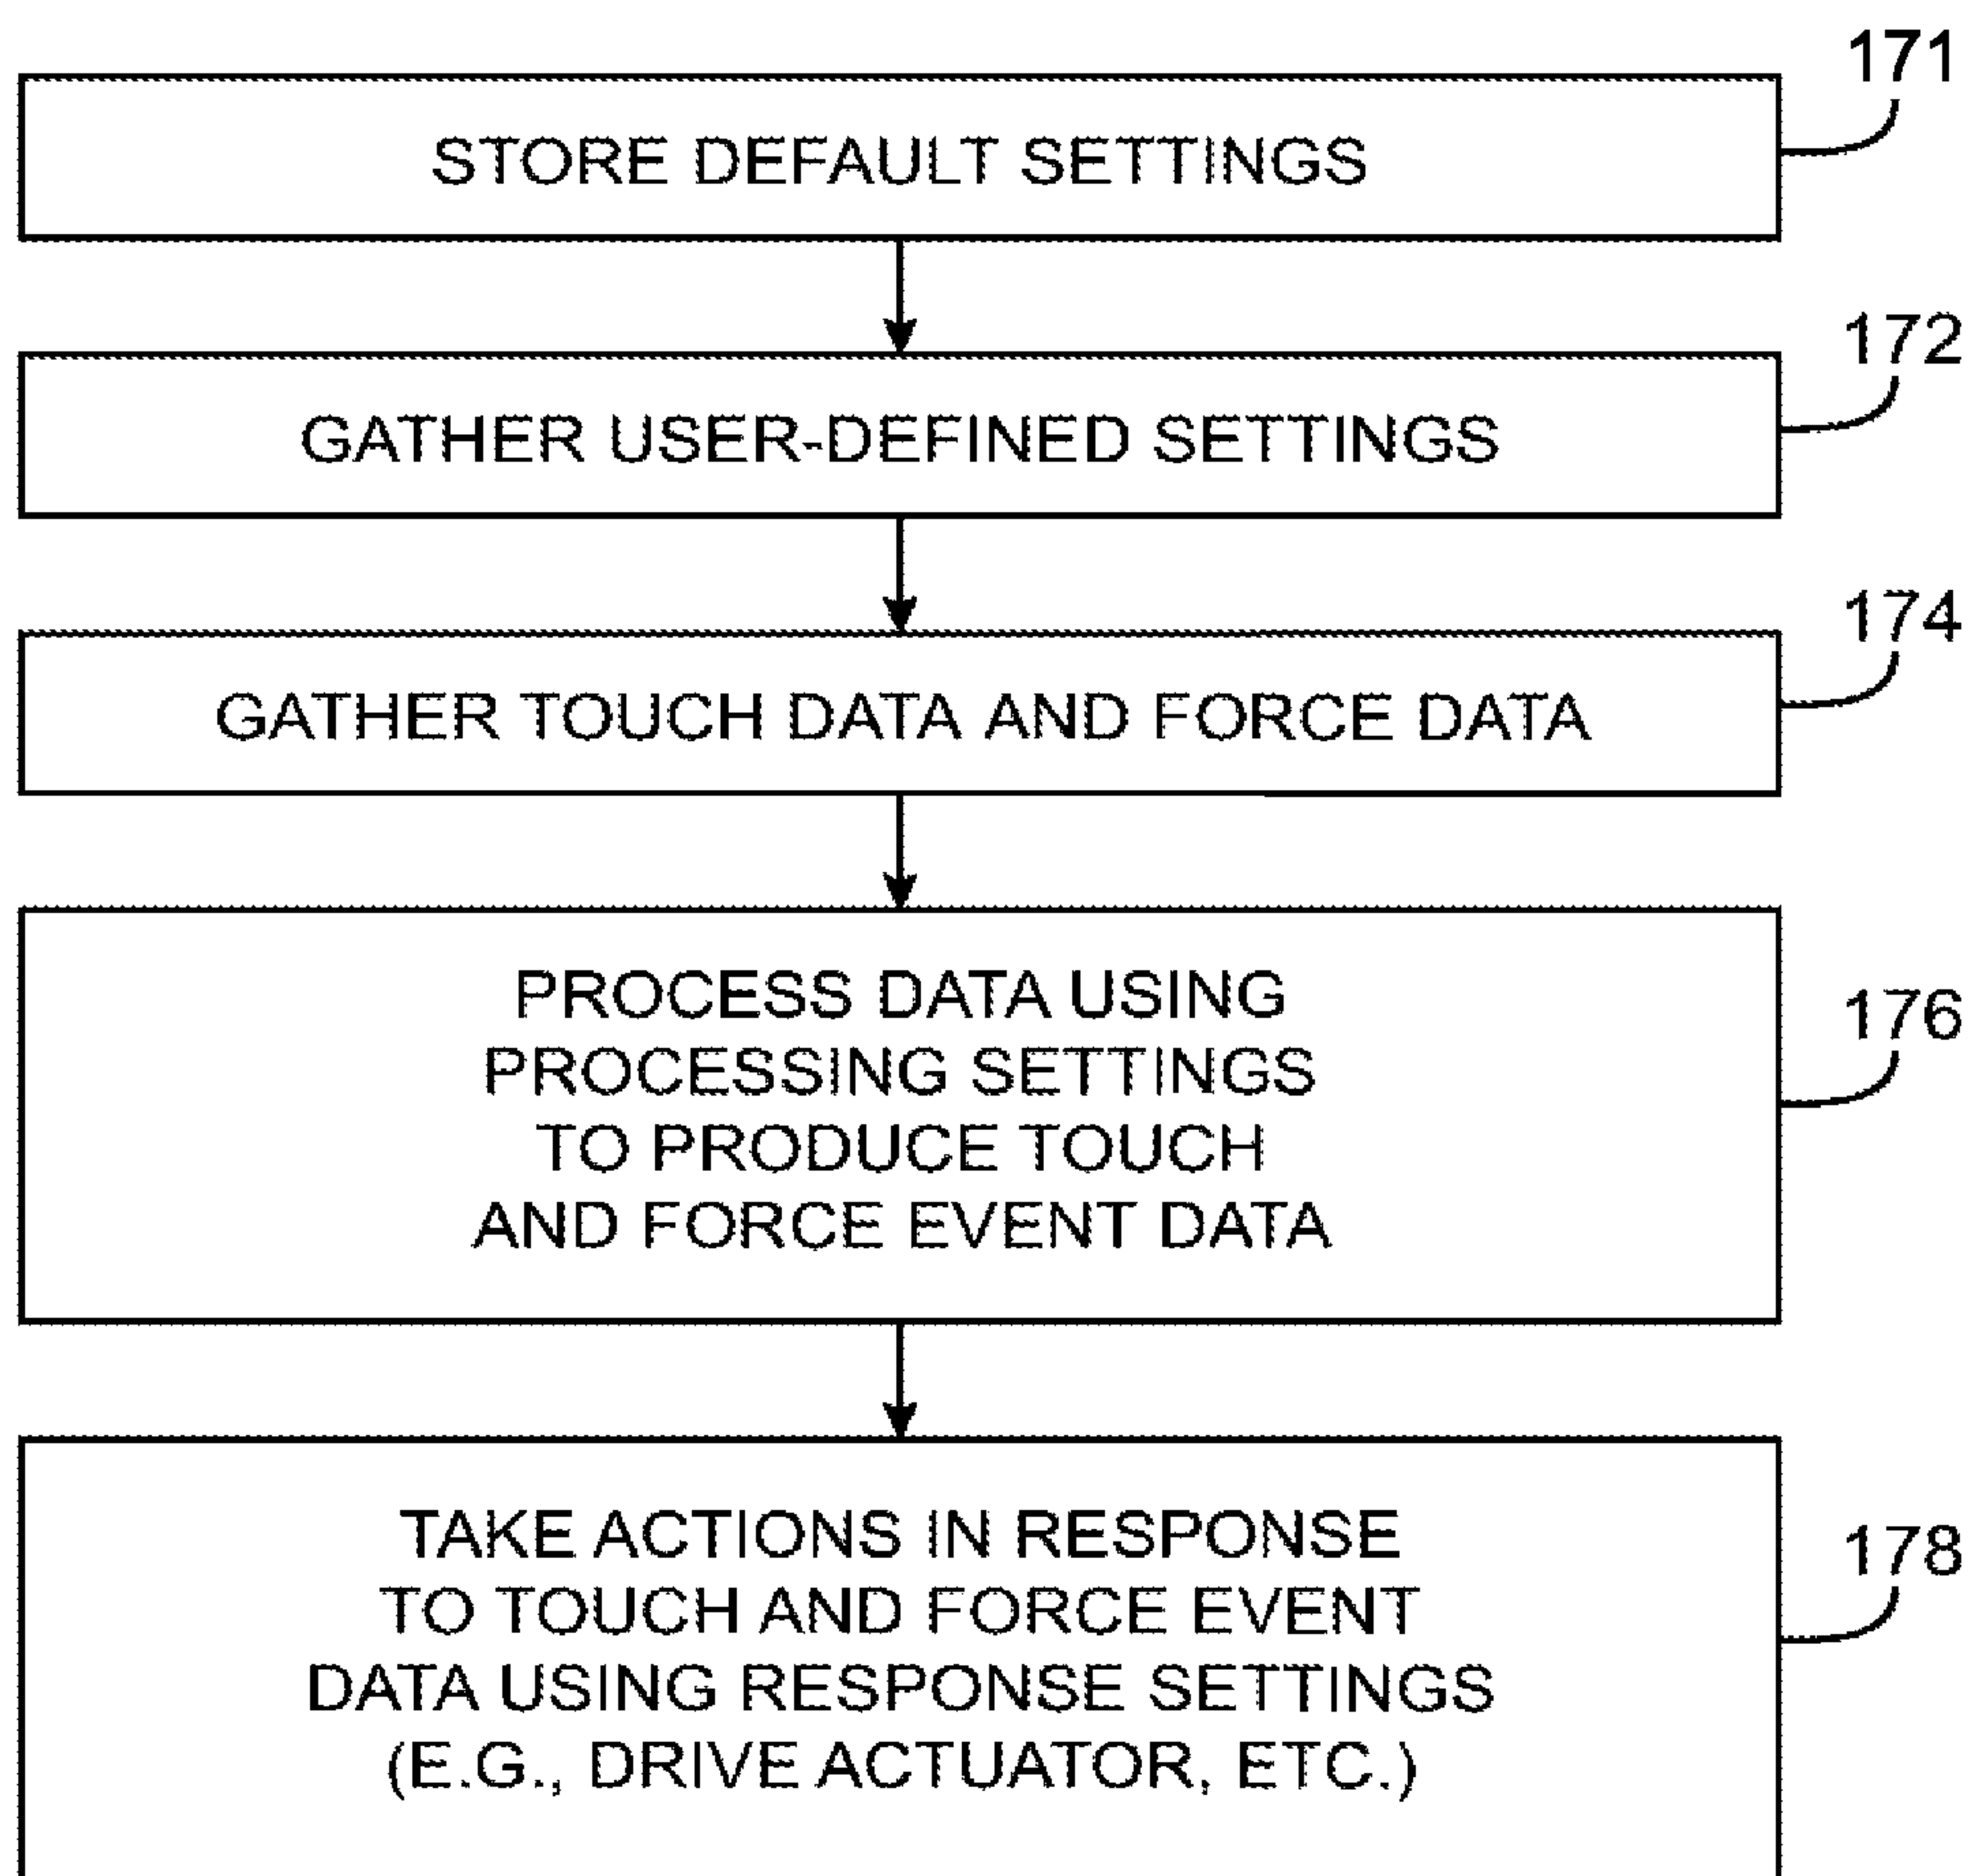 171
STORE DEFAULT SETTINGS
172
GATHER USER-DEFINED SETTINGS
174
GATHER TOUCH DATA AND FORCE DATA
PROCESS DATA USING
176
PROCESSING SETTINGS
TO PRODUCE TOUCH
AND FORCE EVENT DATA
TAKE ACTIONS IN RESPONSE
178
TO TOUCH AND FORCE EVENT
DATA USING RESPONSE SETTINGS
(E.G., DRIVE ACTUATOR, ETC.)